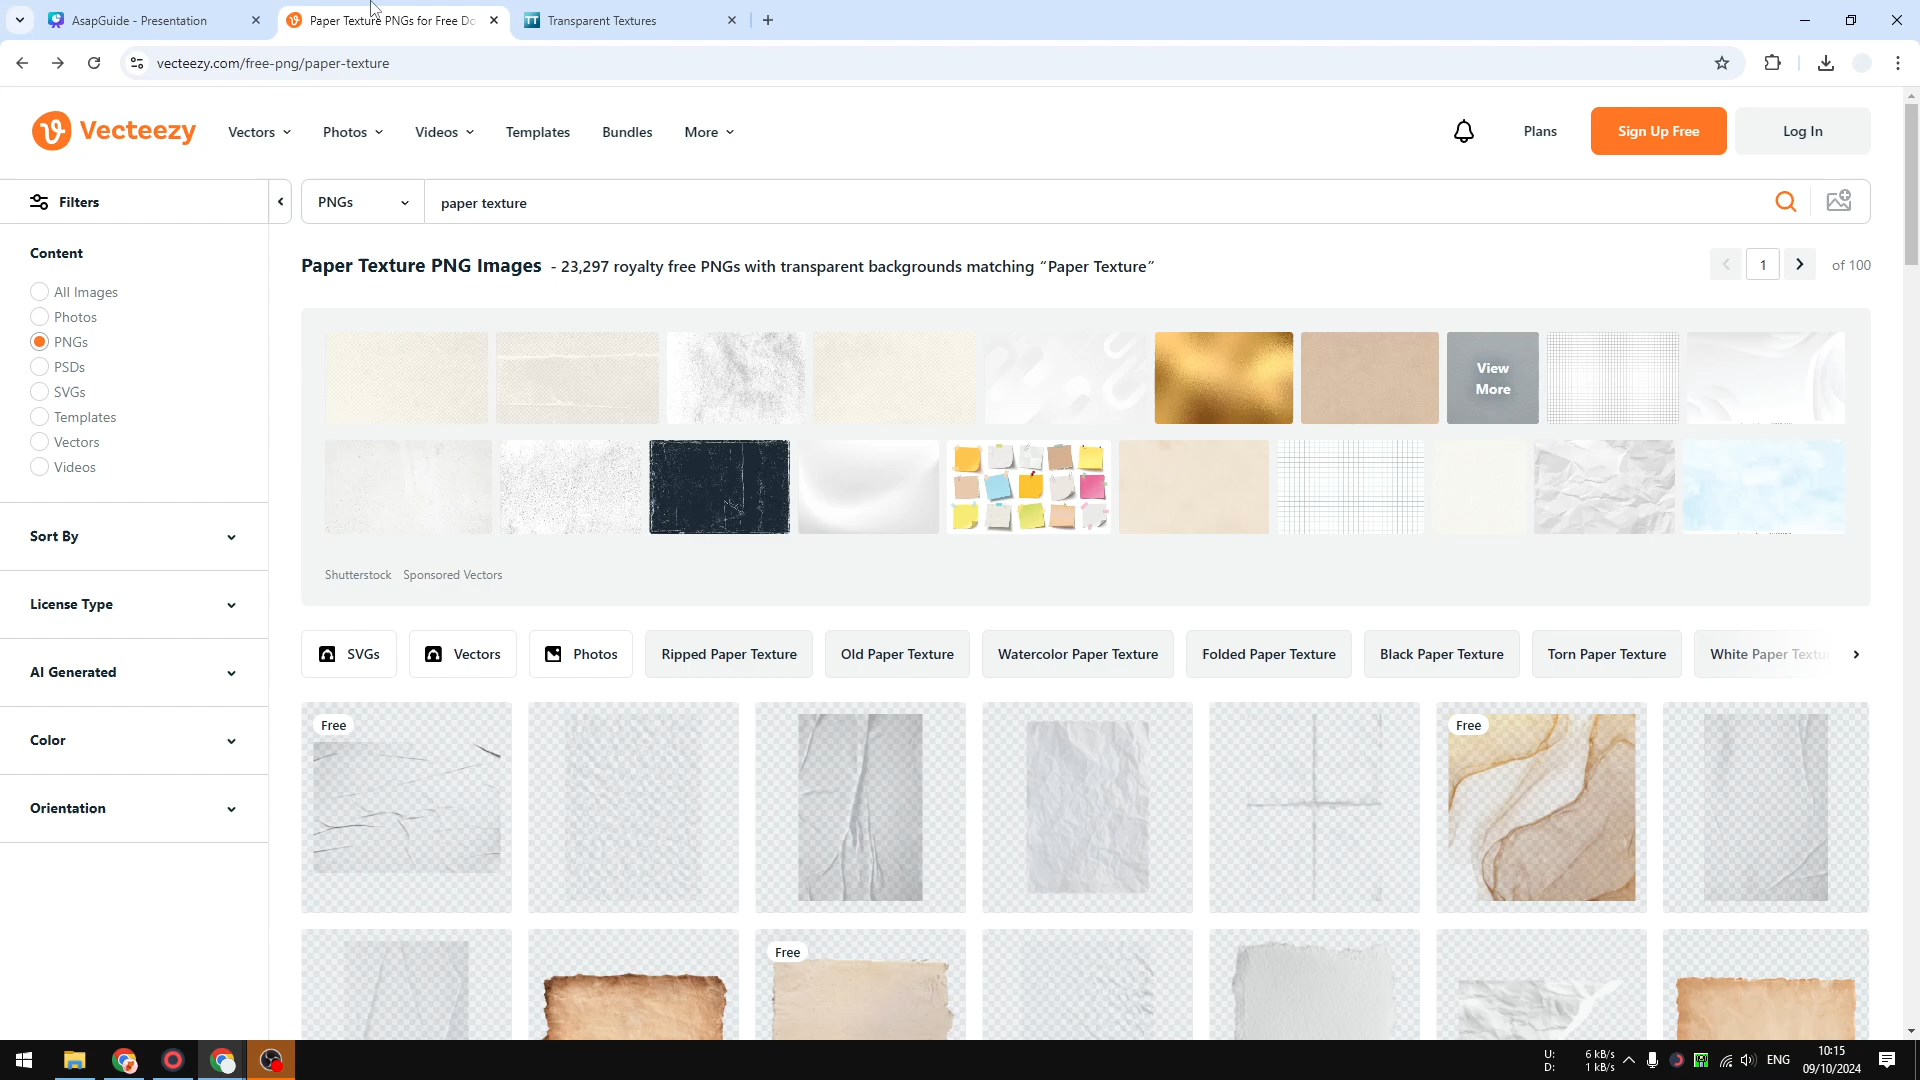 AsapGuide - Presentation
Paper Texture PNGs for Free Do
Transparent Textures
vecteezy.com/free-png/paper-texture
Vecteezy
Vectors
Photos
Videos
Templates
Bundles
More
Plans
Sign Up Free
Log In
Filters
PNGs
paper texture
Content
All Images
Photos
PNGs
PSDs
SVGs
Templates
Vectors
Videos
Sort By
License Type
AI Generated
Color
Orientation
Paper Texture PNG Images - 23,297 royalty free PNGs with transparent backgrounds matching “Paper Texture”
1 of 100
View
More
Shutterstock Sponsored Vectors
SVGs
Vectors
Photos
Ripped Paper Texture
Old Paper Texture
Watercolor Paper Texture
Folded Paper Texture
Black Paper Texture
Torn Paper Texture
White Paper Textu
Free
Free
Free
U: 6 kB/s
D: 1 kB/s
ENG
10:15
09/10/2024